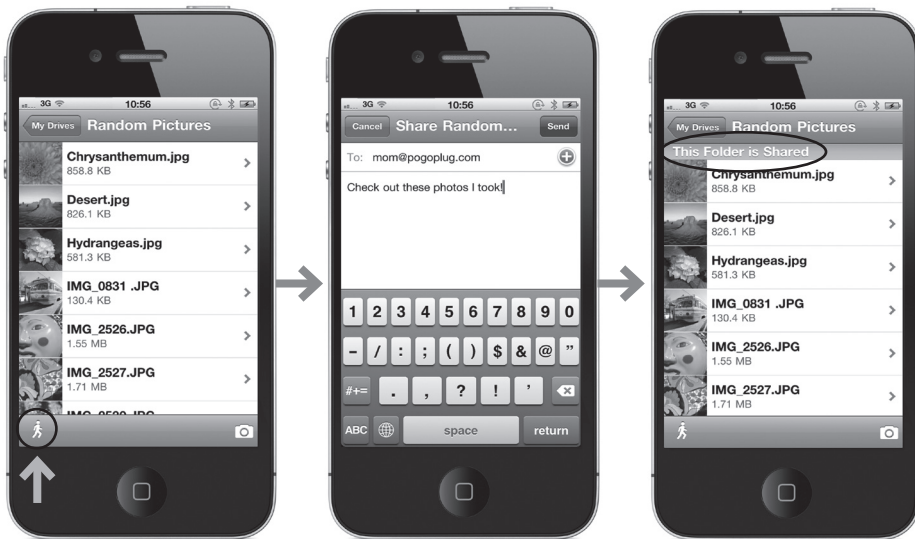 3G 10:56
My Drives Random Pictures
Chrysanthemum.jpg
858.8 KB
Desert.jpg
826.1 KB
Hydrangeas.jpg
581.3 KB
IMG_0831 .JPG
130.4 KB
IMG_2526.JPG
1.55 MB
IMG_2527.JPG
1.71 MB
3G 10:56
Cancel Share Random... Send
To: mom@pogoplug.com
Check out these photos I took!
1 2 3 4 5 6 7 8 9 0
- / : ; ( ) $ & @ "
#+= . , ? ! '
ABC space return
3G 10:56
My Drives Random Pictures
This Folder is Shared
Chrysanthemum.jpg
858.8 KB
Desert.jpg
826.1 KB
Hydrangeas.jpg
581.3 KB
IMG_0831 .JPG
130.4 KB
IMG_2526.JPG
1.55 MB
IMG_2527.JPG
1.71 MB